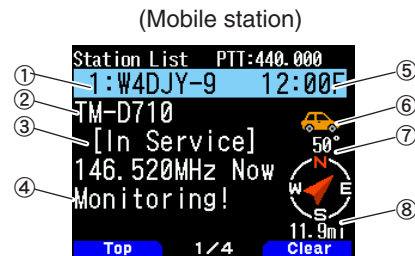 (Mobile station)
Station List PTT:440.000
① 1:W4DJY-9 12:00F ⑤
② TM-D710 ⑥
③ [In Service] 50° ⑦
N
146.520MHz Now
W E
④ Monitoring!
S
11.9mi ⑧
Top 1/4 Clear